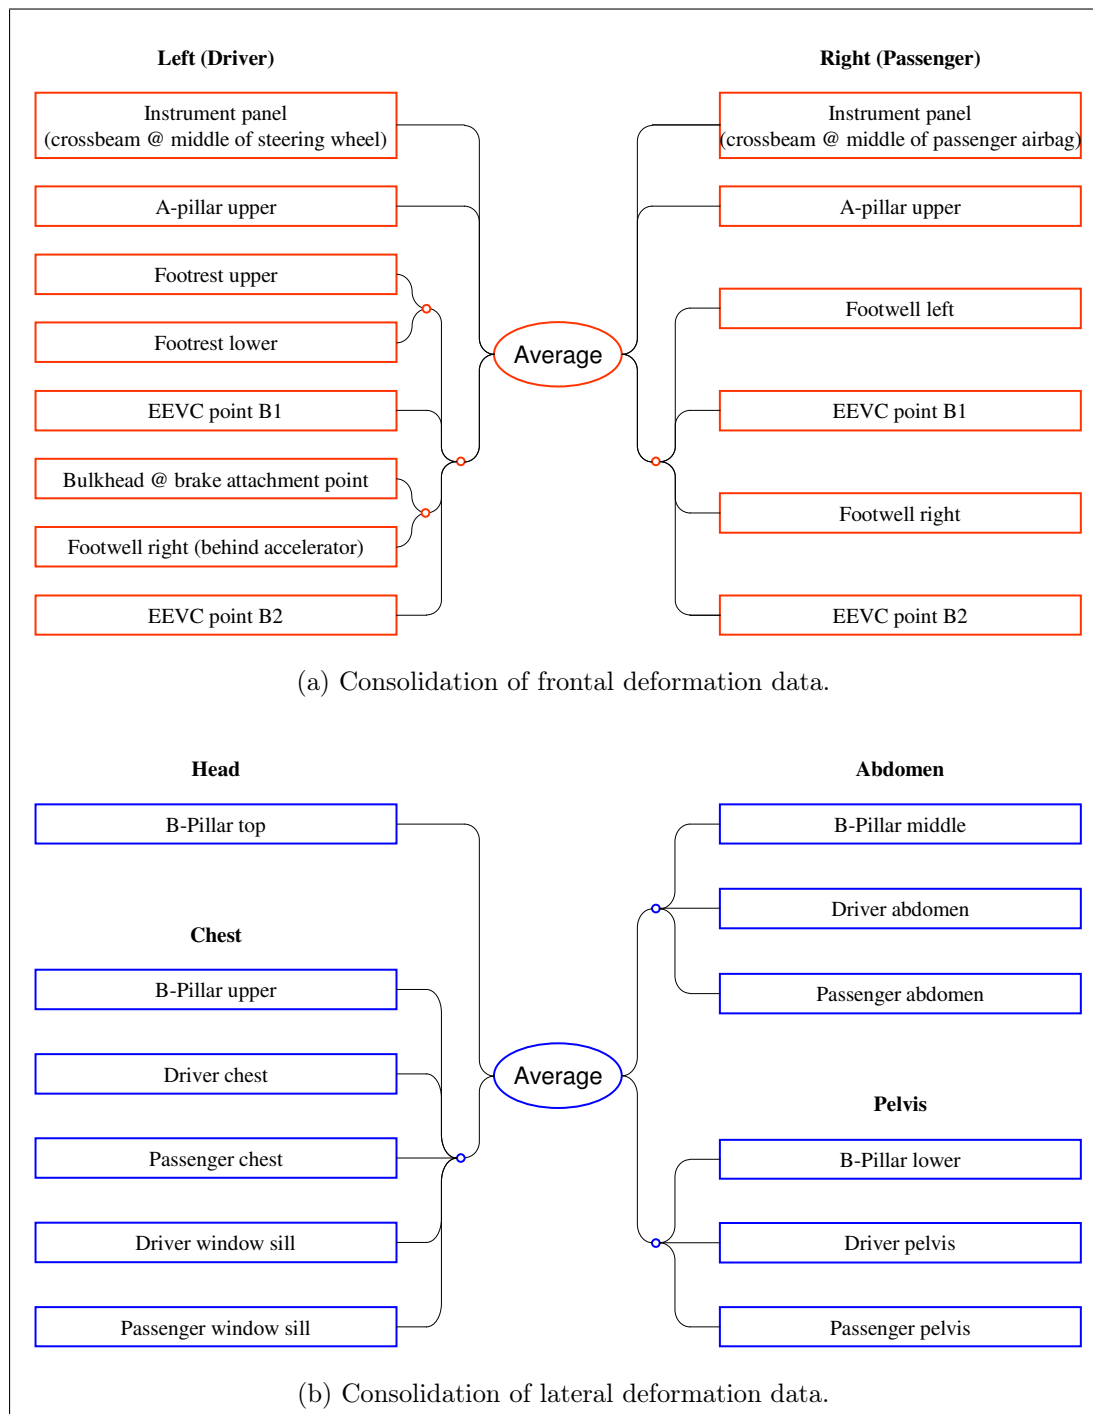 Left (Driver)
Instrument panel
(crossbeam @ middle of steering wheel)
A-pillar upper
Footrest upper
Footrest lower
EEVC point B1
Bulkhead @ brake attachment point
Footwell right (behind accelerator)
EEVC point B2
Average
Right (Passenger)
Instrument panel
(crossbeam @ middle of passenger airbag)
A-pillar upper
Footwell left
EEVC point B1
Footwell right
EEVC point B2
(a) Consolidation of frontal deformation data.
Head
B-Pillar top
Chest
B-Pillar upper
Driver chest
Passenger chest
Driver window sill
Passenger window sill
Average
Abdomen
B-Pillar middle
Driver abdomen
Passenger abdomen
Pelvis
B-Pillar lower
Driver pelvis
Passenger pelvis
(b) Consolidation of lateral deformation data.